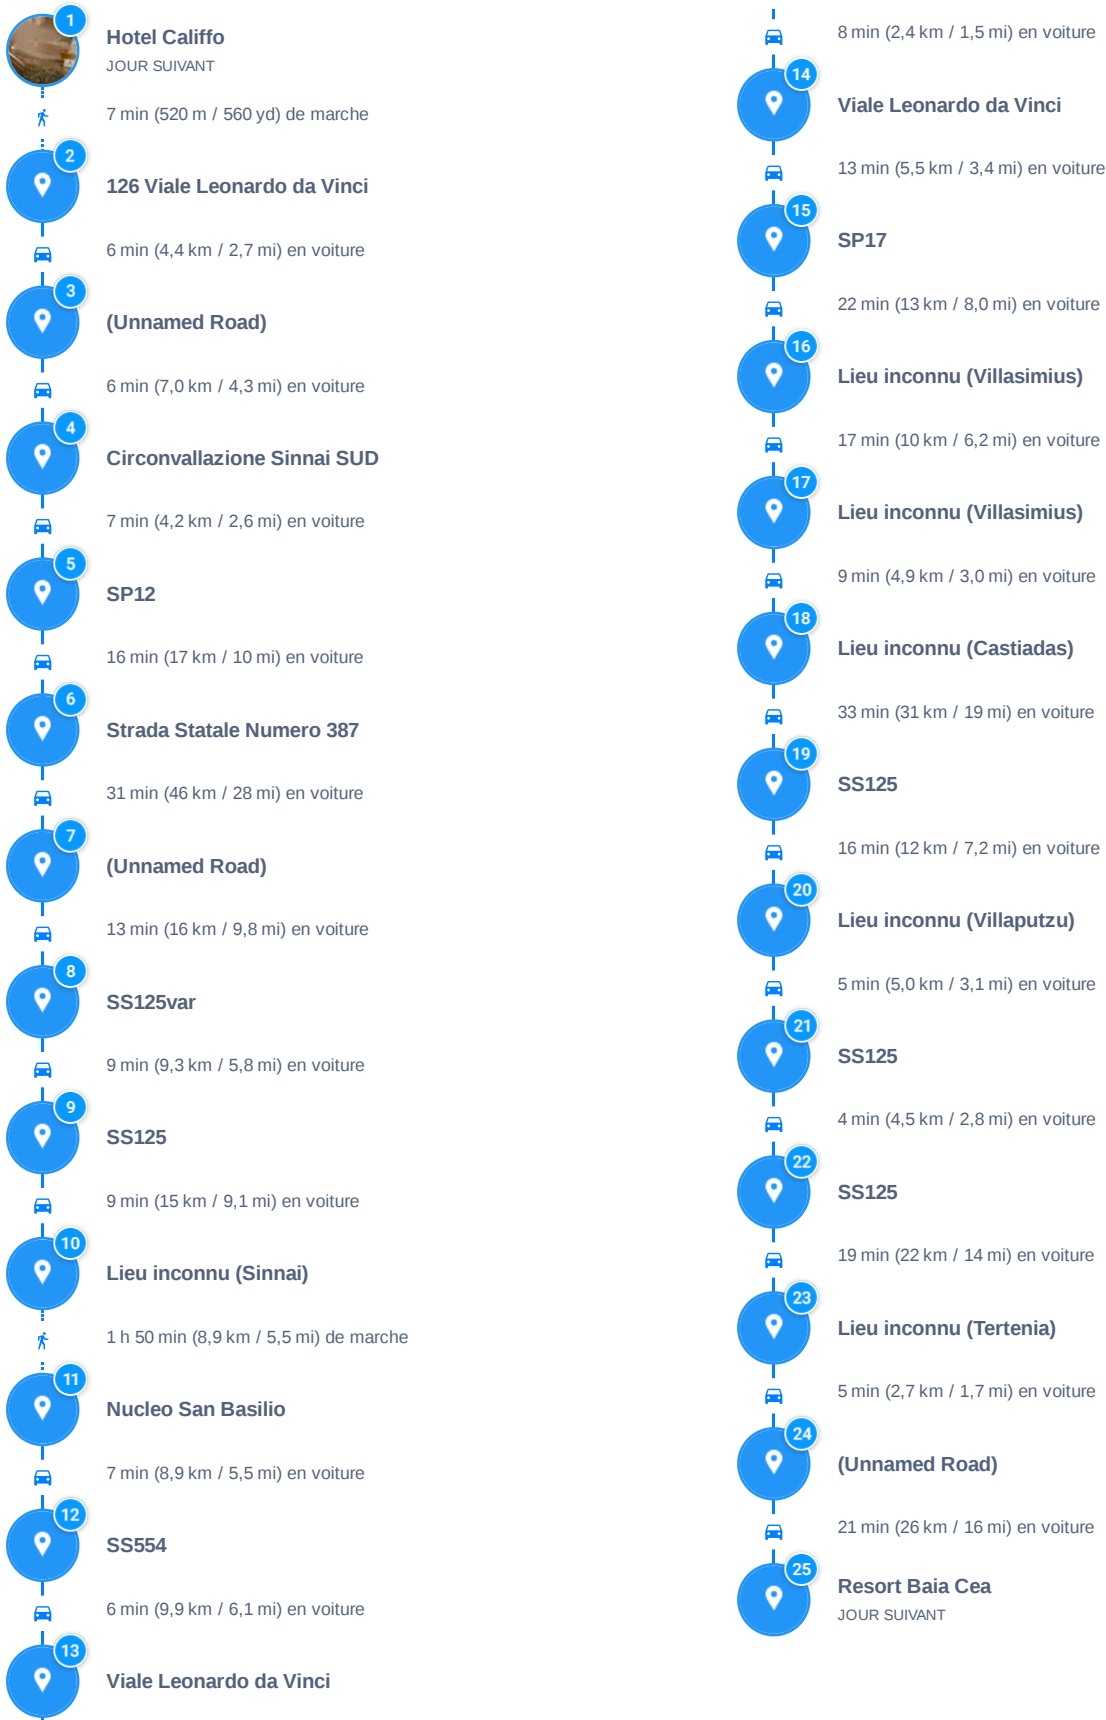 1
Hotel Califfo
JOUR SUIVANT
7 min (520 m / 560 yd) de marche
2
126 Viale Leonardo da Vinci
6 min (4,4 km / 2,7 mi) en voiture
3
(Unnamed Road)
6 min (7,0 km / 4,3 mi) en voiture
4
Circonvallazione Sinnai SUD
7 min (4,2 km / 2,6 mi) en voiture
5
SP12
16 min (17 km / 10 mi) en voiture
6
Strada Statale Numero 387
31 min (46 km / 28 mi) en voiture
7
(Unnamed Road)
13 min (16 km / 9,8 mi) en voiture
8
SS125var
9 min (9,3 km / 5,8 mi) en voiture
9
SS125
9 min (15 km / 9,1 mi) en voiture
10
Lieu inconnu (Sinnai)
1 h 50 min (8,9 km / 5,5 mi) de marche
11
Nucleo San Basilio
7 min (8,9 km / 5,5 mi) en voiture
12
SS554
6 min (9,9 km / 6,1 mi) en voiture
13
Viale Leonardo da Vinci
8 min (2,4 km / 1,5 mi) en voiture
14
Viale Leonardo da Vinci
13 min (5,5 km / 3,4 mi) en voiture
15
SP17
22 min (13 km / 8,0 mi) en voiture
16
Lieu inconnu (Villasimius)
17 min (10 km / 6,2 mi) en voiture
17
Lieu inconnu (Villasimius)
9 min (4,9 km / 3,0 mi) en voiture
18
Lieu inconnu (Castiadas)
33 min (31 km / 19 mi) en voiture
19
SS125
16 min (12 km / 7,2 mi) en voiture
20
Lieu inconnu (Villaputzu)
5 min (5,0 km / 3,1 mi) en voiture
21
SS125
4 min (4,5 km / 2,8 mi) en voiture
22
SS125
19 min (22 km / 14 mi) en voiture
23
Lieu inconnu (Tertenia)
5 min (2,7 km / 1,7 mi) en voiture
24
(Unnamed Road)
21 min (26 km / 16 mi) en voiture
25
Resort Baia Cea
JOUR SUIVANT